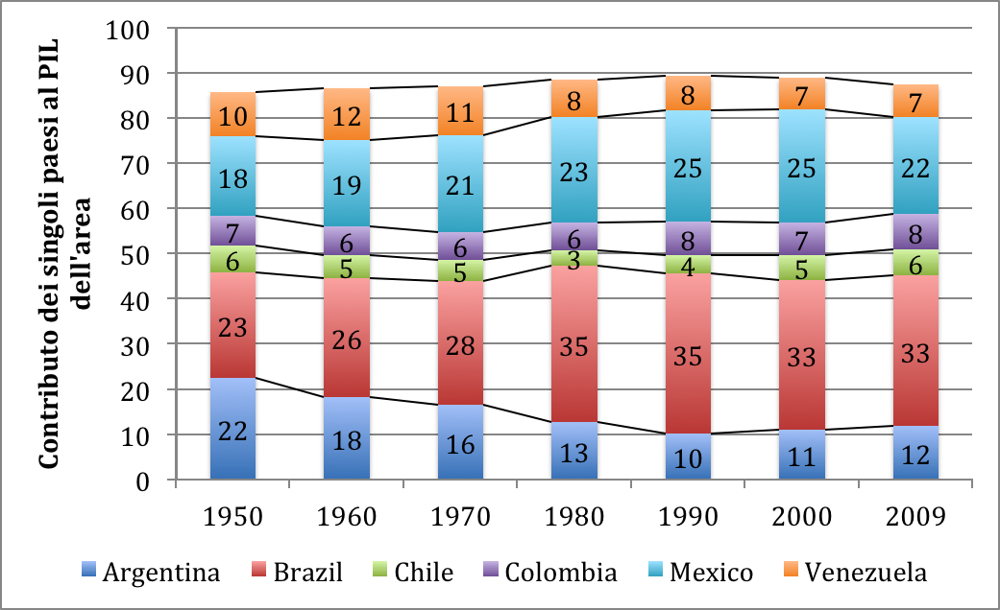 Contributo dei singoli paesi al PIL
dell'area
100
90
80
70
60
50
40
30
20
10
0
10 12 11 8 8 7 7
18 19 21 23 25 25 22
7 6 6 6 8 7 8
6 5 5 3 4 5 6
23 26 28 35 35 33 33
22 18 16 13 10 11 12
1950 1960 1970 1980 1990 2000 2009
Argentina Brazil Chile Colombia Mexico Venezuela